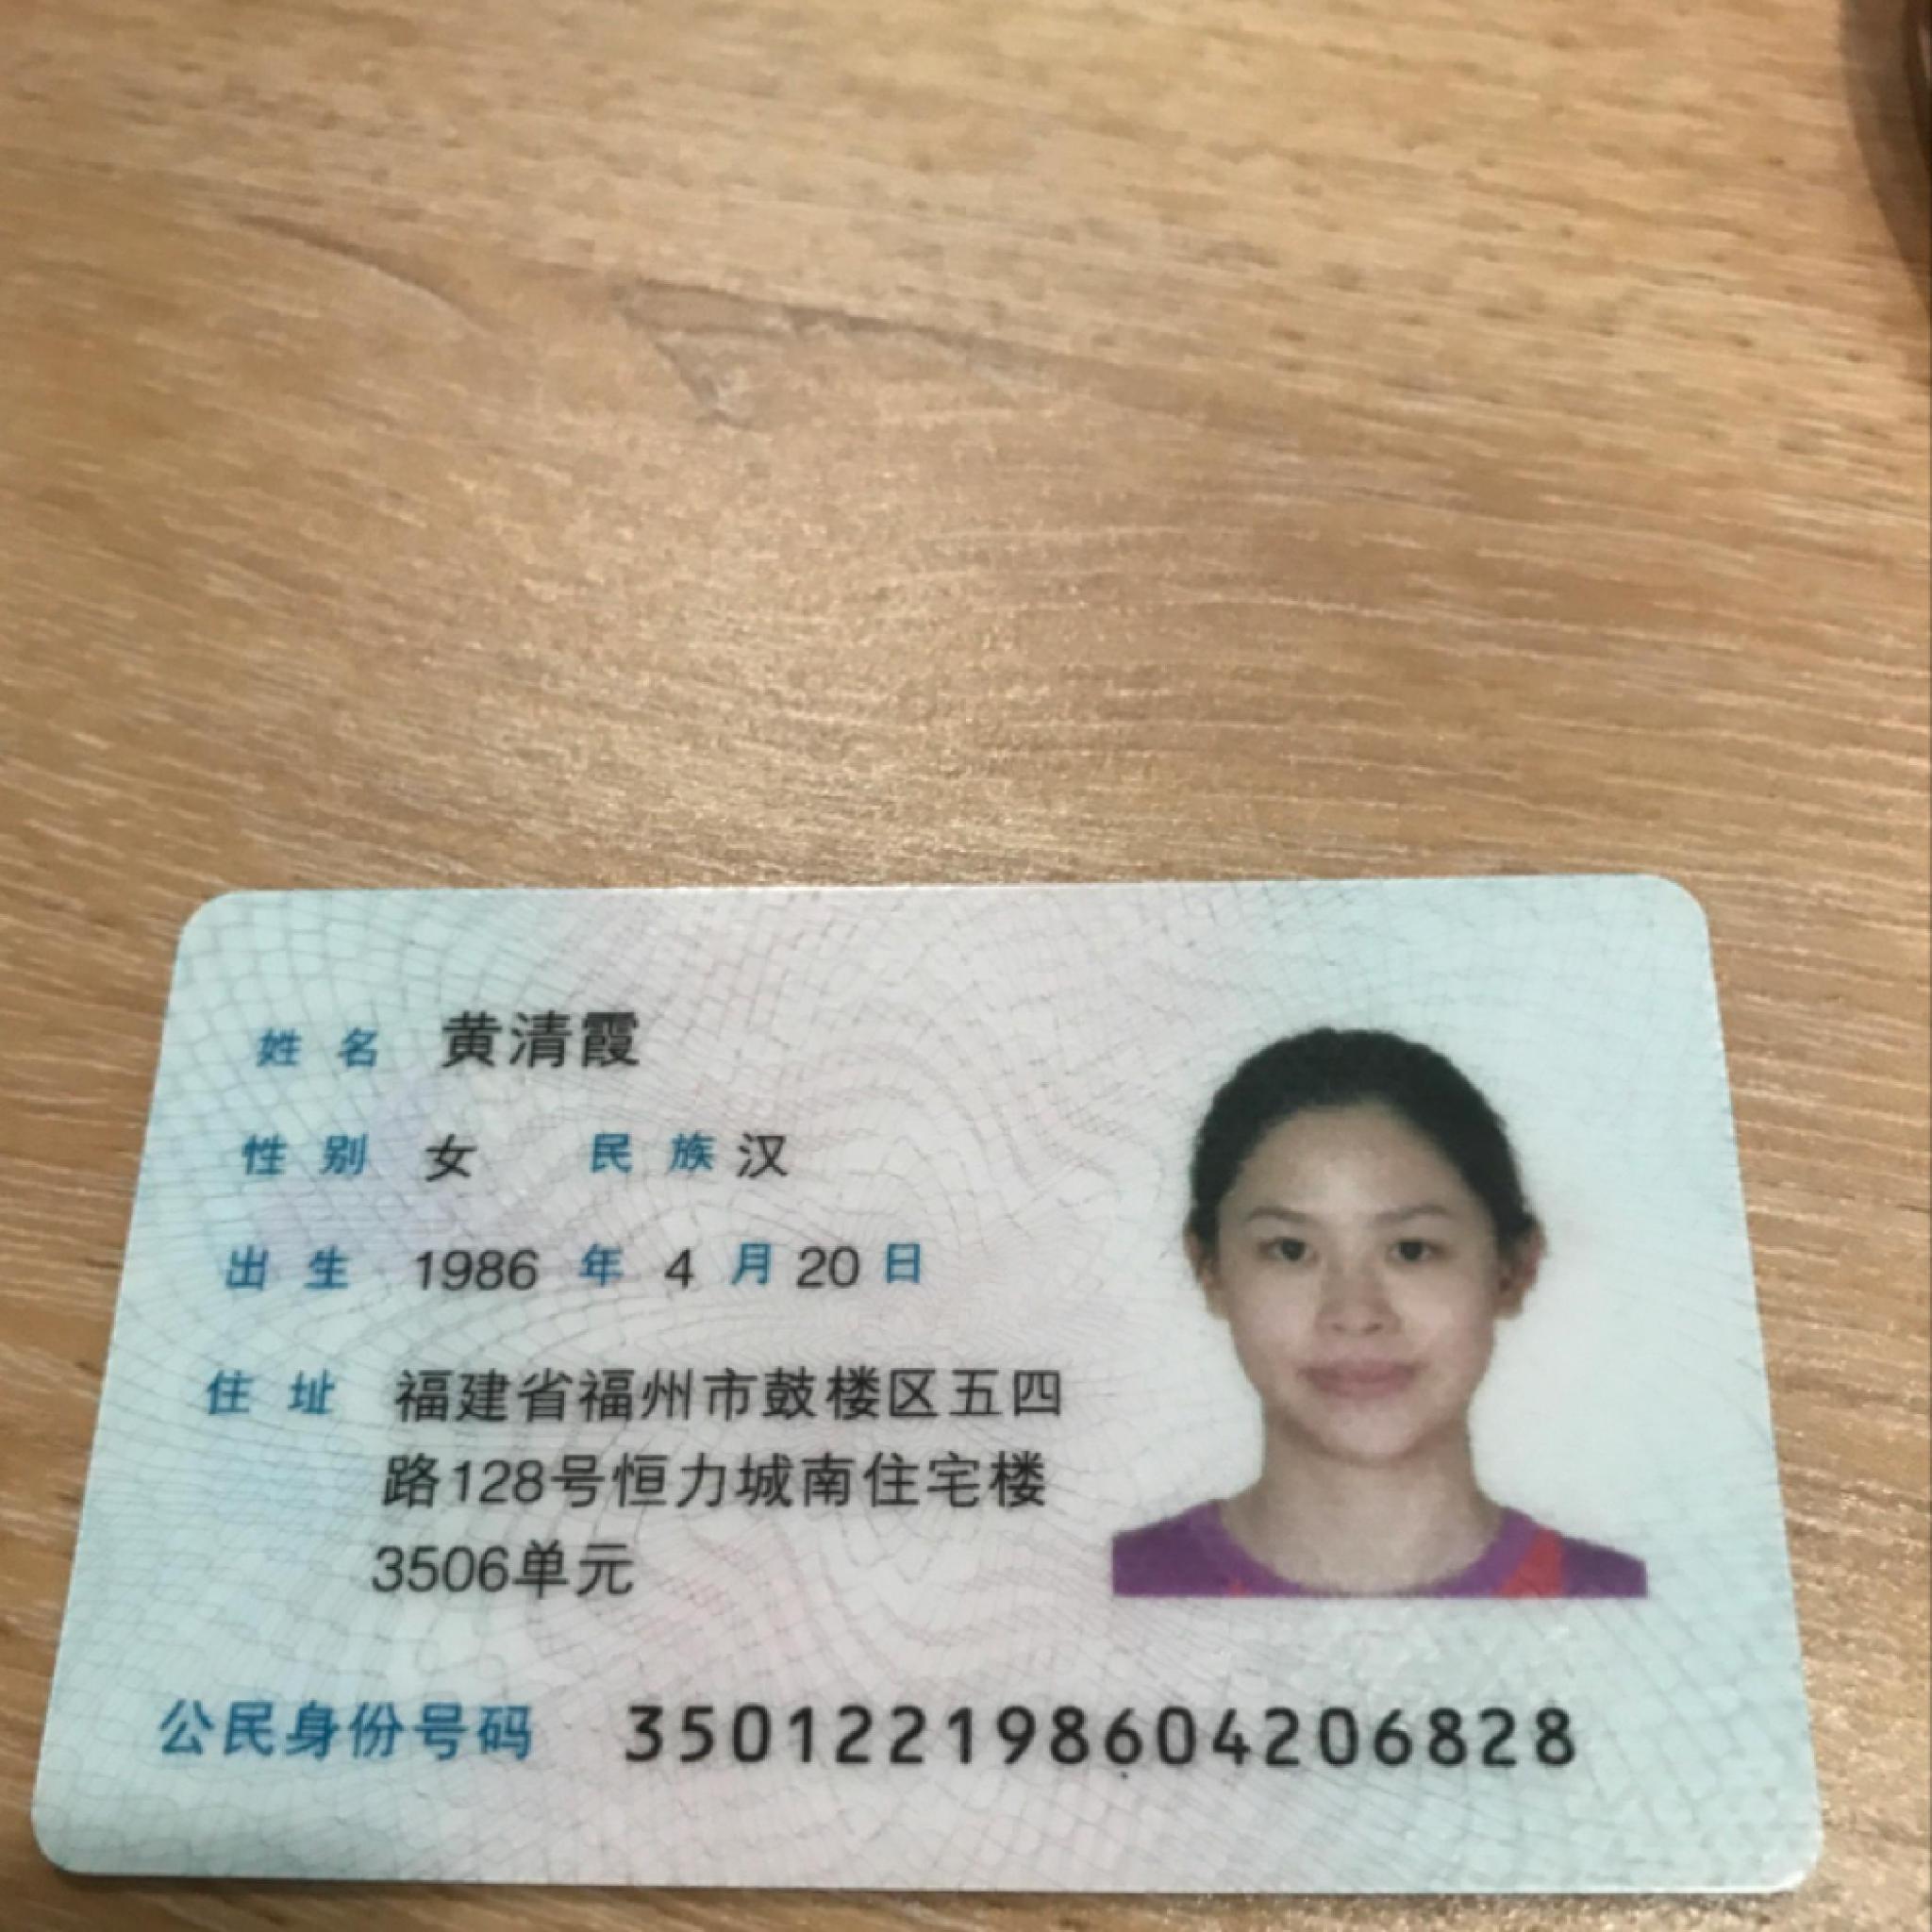 姓名 黄清霞
性别 女 民族 汉
出生 1986 年 4 月 20 日
住址 福建省福州市鼓楼区五四
路128号恒力城南住宅楼
3506单元
公民身份号码 350122198604206828